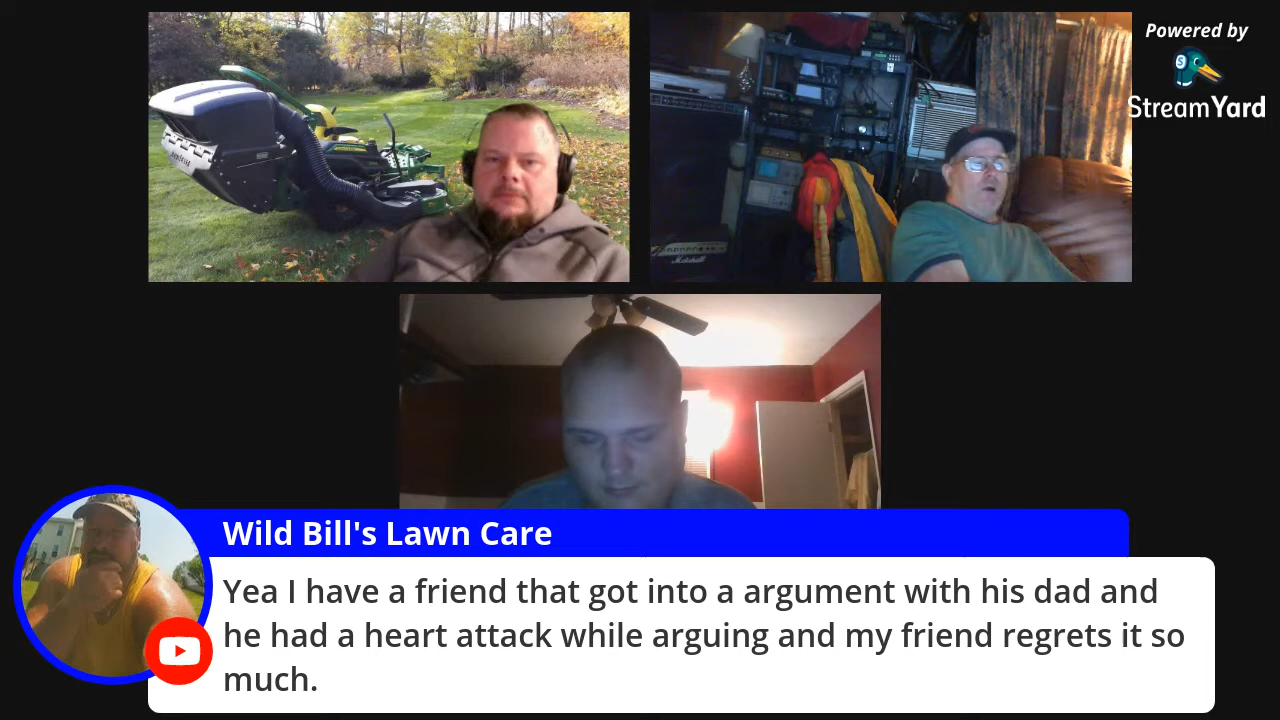 Powered by
StreamYard
Marshall
Wild Bill's Lawn Care
Yea I have a friend that got into a argument with his dad and
he had a heart attack while arguing and my friend regrets it so
much.